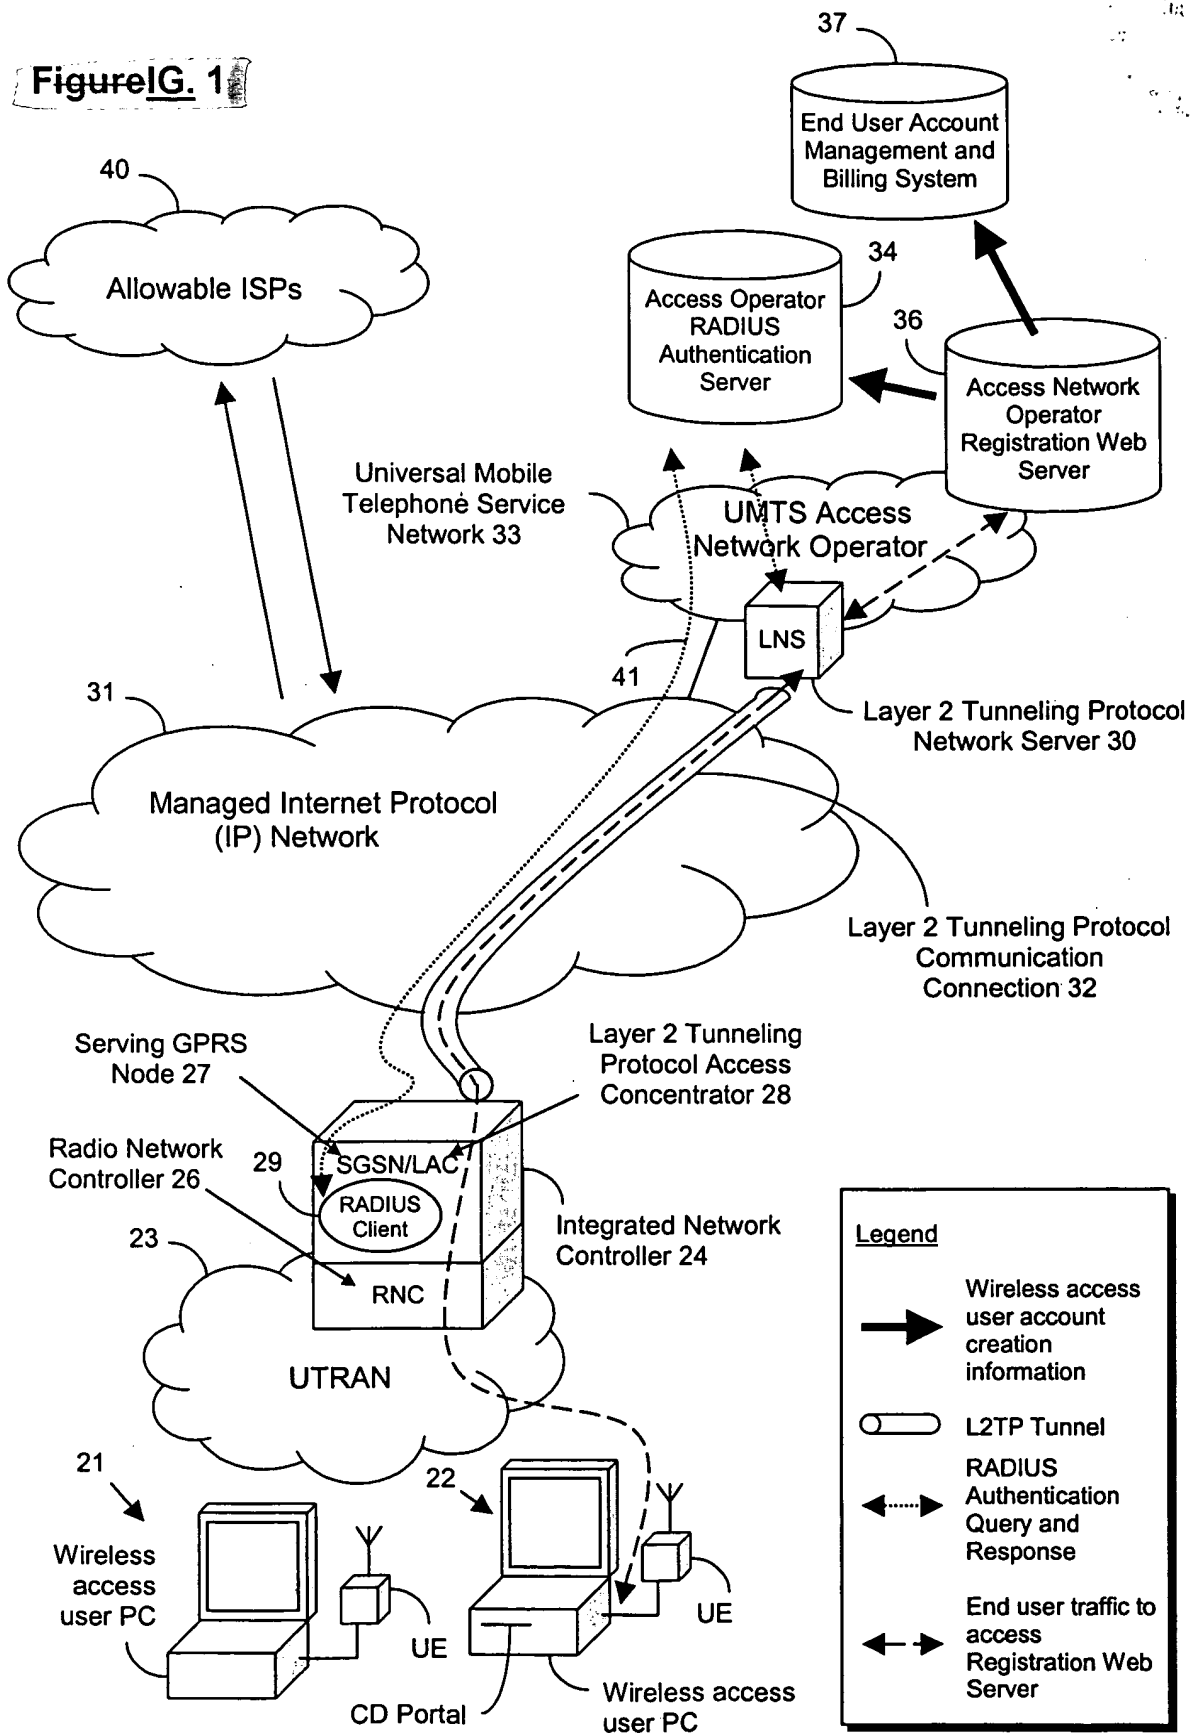 FigureIG. 1
37
End User Account
Management and
Billing System
40
Allowable ISPs
34
Access Operator
RADIUS
Authentication
Server
36
Access Network
Operator
Registration Web
Server
Universal Mobile
Telephone Service
Network 33
UMTS Access
Network Operator
LNS
41
31
Layer 2 Tunneling Protocol
Network Server 30
Managed Internet Protocol
(IP) Network
Layer 2 Tunneling Protocol
Communication
Connection 32
Serving GPRS
Node 27
Layer 2 Tunneling
Protocol Access
Concentrator 28
Radio Network
Controller 26
29
SGSN/LAC
RADIUS
Client
Integrated Network
Controller 24
23
RNC
UTRAN
21
22
Wireless
access
user PC
UE
UE
CD Portal
Wireless access
user PC
Legend
Wireless access
user account
creation
information
L2TP Tunnel
RADIUS
Authentication
Query and
Response
End user traffic to
access
Registration Web
Server